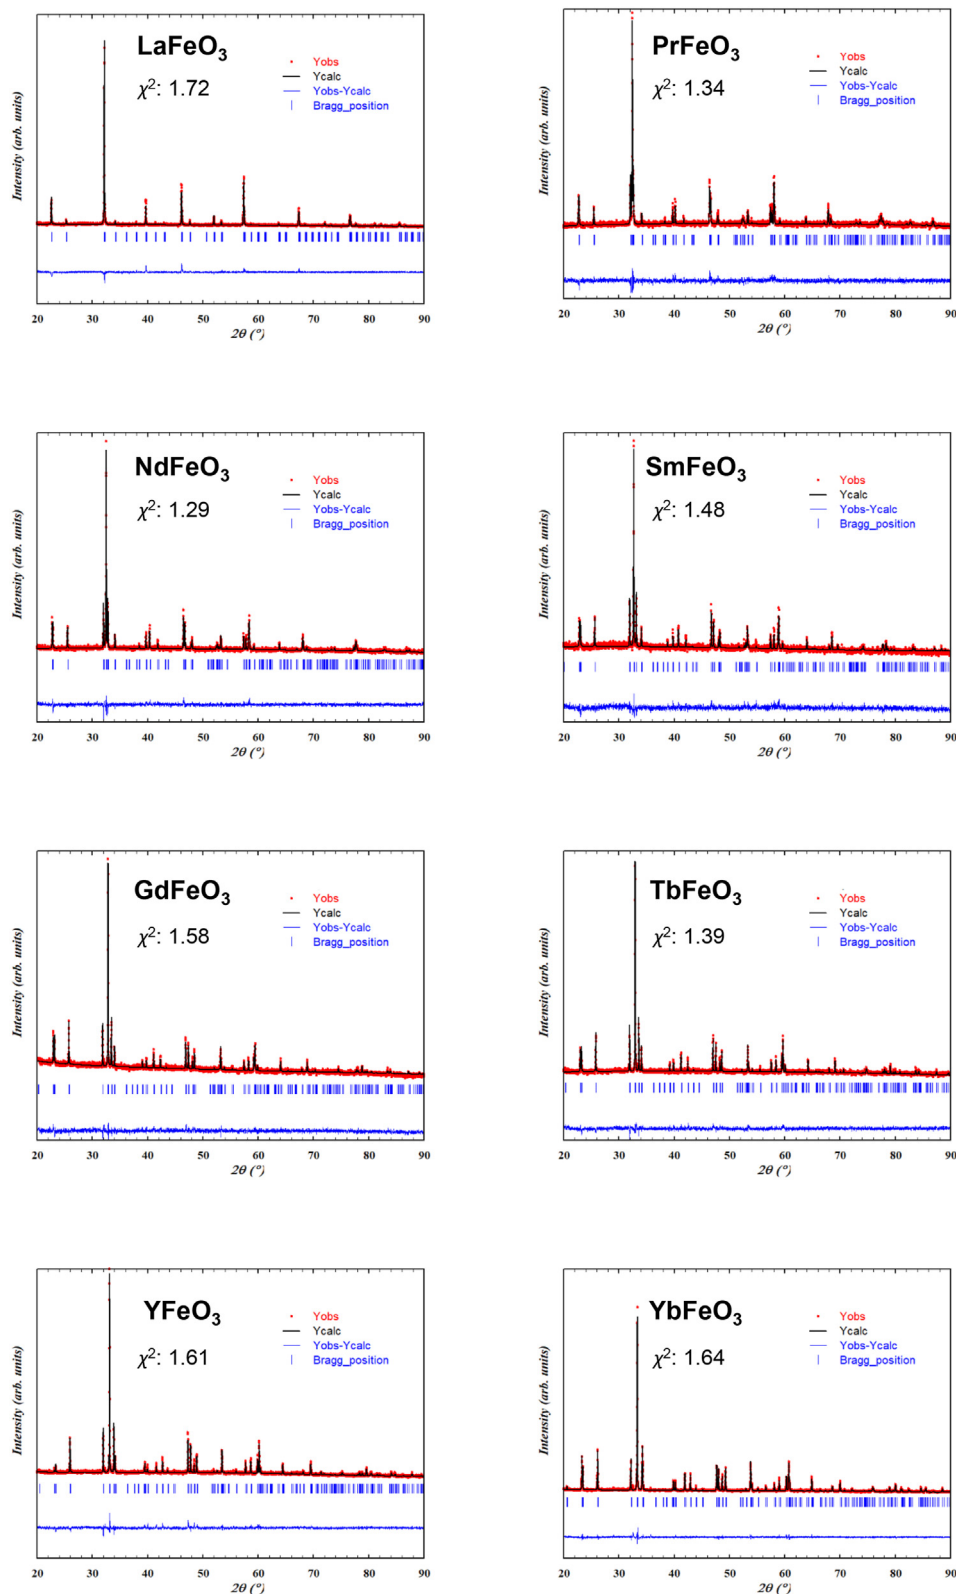 LaFeO3
χ2: 1.72
Yobs
Ycalc
Yobs-Ycalc
Bragg_position
Intensity (arb. units)
20 30 40 50 60 70 80 90
2θ (°)
PrFeO3
χ2: 1.34
Yobs
Ycalc
Yobs-Ycalc
Bragg_position
Intensity (arb. units)
20 30 40 50 60 70 80 90
2θ (°)
NdFeO3
χ2: 1.29
Yobs
Ycalc
Yobs-Ycalc
Bragg_position
Intensity (arb. units)
20 30 40 50 60 70 80 90
2θ (°)
SmFeO3
χ2: 1.48
Yobs
Ycalc
Yobs-Ycalc
Bragg_position
Intensity (arb. units)
20 30 40 50 60 70 80 90
2θ (°)
GdFeO3
χ2: 1.58
Yobs
Ycalc
Yobs-Ycalc
Bragg_position
Intensity (arb. units)
20 30 40 50 60 70 80 90
2θ (°)
TbFeO3
χ2: 1.39
Yobs
Ycalc
Yobs-Ycalc
Bragg_position
Intensity (arb. units)
20 30 40 50 60 70 80 90
2θ (°)
YFeO3
χ2: 1.61
Yobs
Ycalc
Yobs-Ycalc
Bragg_position
Intensity (arb. units)
20 30 40 50 60 70 80 90
2θ (°)
YbFeO3
χ2: 1.64
Yobs
Ycalc
Yobs-Ycalc
Bragg_position
Intensity (arb. units)
20 30 40 50 60 70 80 90
2θ (°)